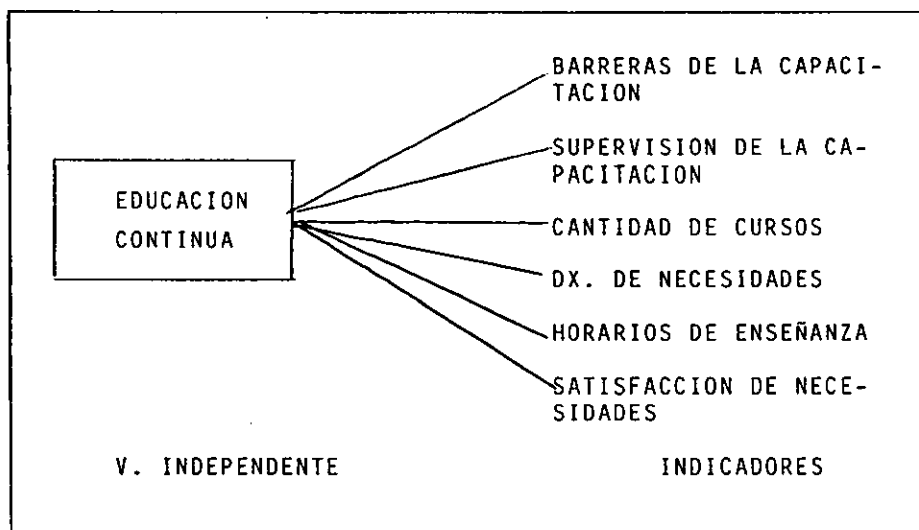 BARRERAS DE LA CAPACI-
TACION
SUPERVISION DE LA CA-
PACITACION
EDUCACION
CONTINUA
CANTIDAD DE CURSOS
DX. DE NECESIDADES
HORARIOS DE ENSEÑANZA
SATISFACCION DE NECE-
SIDADES
V. INDEPENDENTE
INDICADORES